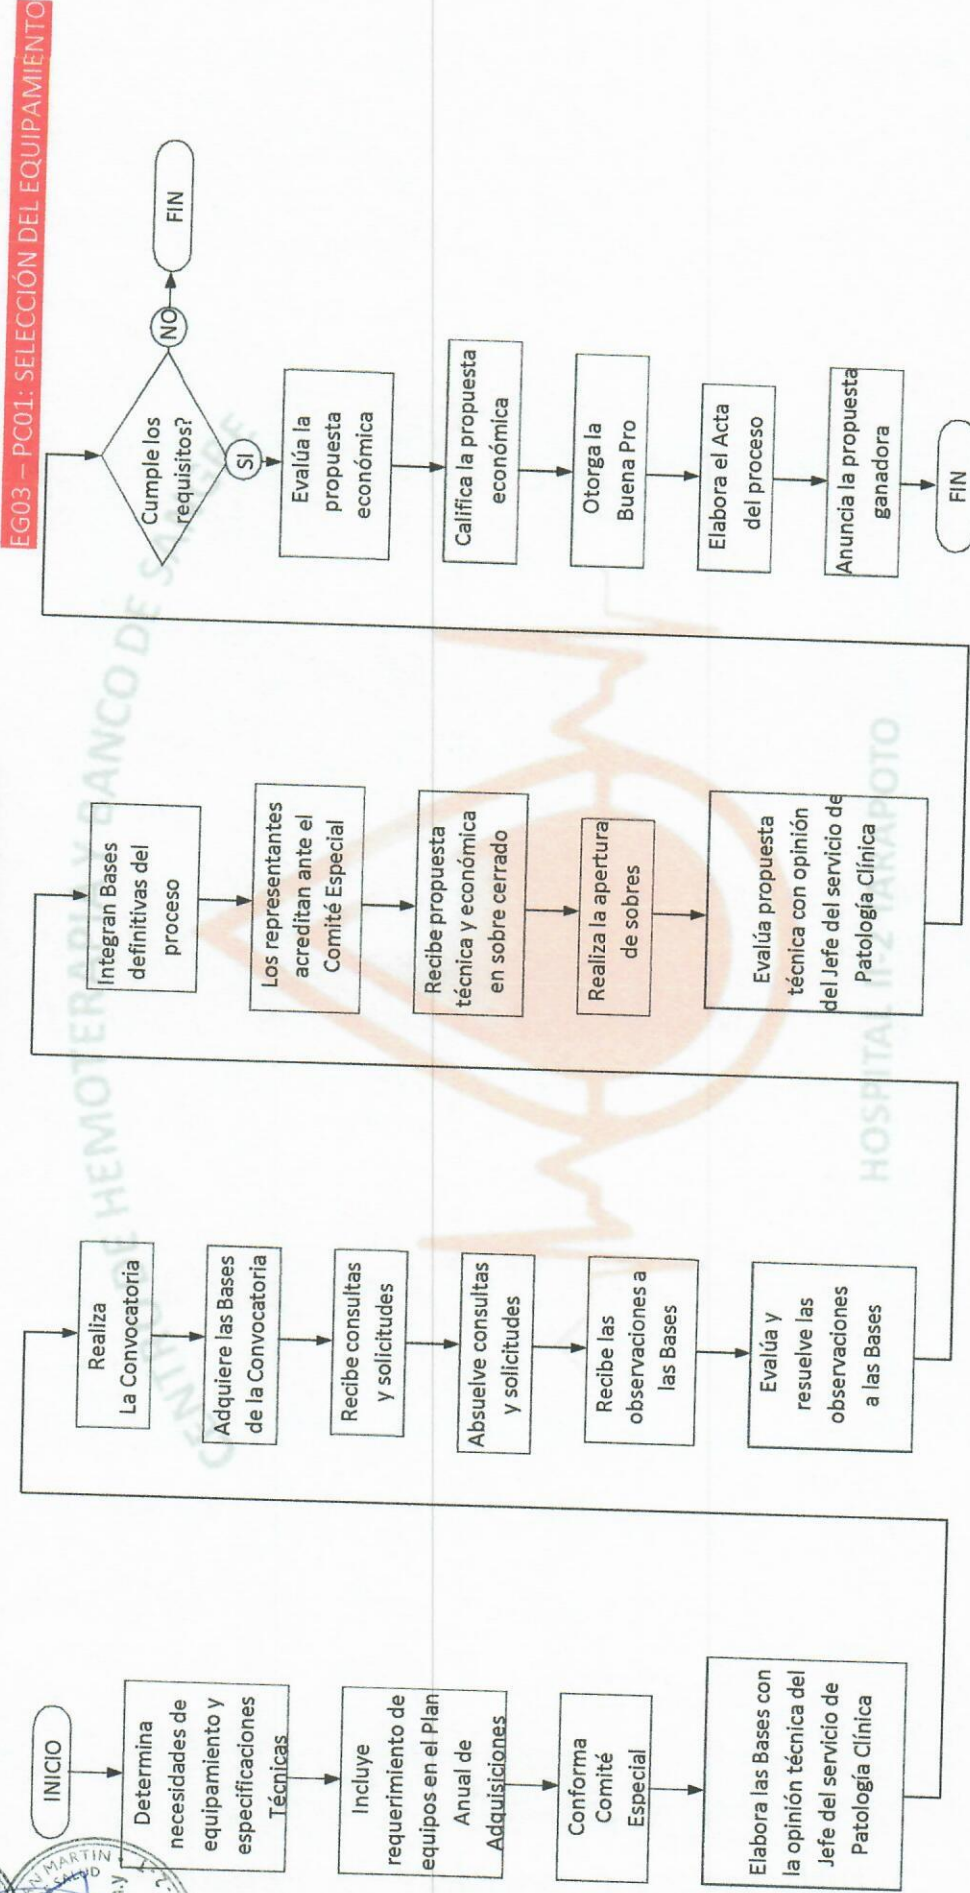 EG03 – PC01: SELECCIÓN DEL EQUIPAMIENTO
INICIO
Determina
necesidades de
equipamiento y
especificaciones
Técnicas
Incluye
requerimiento de
equipos en el Plan
Anual de
Adquisiciones
Conforma
Comité
Especial
Elabora las Bases con
la opinión técnica del
Jefe del servicio de
Patología Clínica
Realiza
La Convocatoria
Adquiere las Bases
de la Convocatoria
Recibe consultas
y solicitudes
Absuelve consultas
y solicitudes
Recibe las
observaciones a
las Bases
Evalúa y
resuelve las
observaciones
a las Bases
Integran Bases
definitivas del
proceso
Los representantes
acreditan ante el
Comité Especial
Recibe propuesta
técnica y económica
en sobre cerrado
Realiza la apertura
de sobres
Evalúa propuesta
técnica con opinión
del Jefe del servicio de
Patología Clínica
Cumple los
requisitos?
NO
FIN
SI
Evalúa la
propuesta
económica
Califica la propuesta
económica
Otorga la
Buena Pro
Elabora el Acta
del proceso
Anuncia la propuesta
ganadora
FIN
CENTRO DE HEMOTERAPIA Y BANCO DE SANGRE
HOSPITAL II-2 TARAPOTO
MARTIN
SALUD